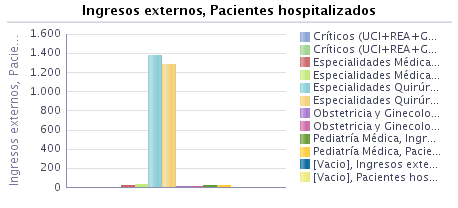 Ingresos externos, Pacientes hospitalizados
Ingresos externos, Pacie...
1.600
1.400
1.200
1.000
800
600
400
200
0
Críticos (UCI+REA+G...
Críticos (UCI+REA+G...
Especialidades Médica...
Especialidades Médica...
Especialidades Quirúr...
Especialidades Quirúr...
Obstetricia y Ginecolo...
Obstetricia y Ginecolo...
Pediatría Médica, Ingr...
Pediatría Médica, Pacie...
[Vacio], Ingresos exte...
[Vacio], Pacientes hos...